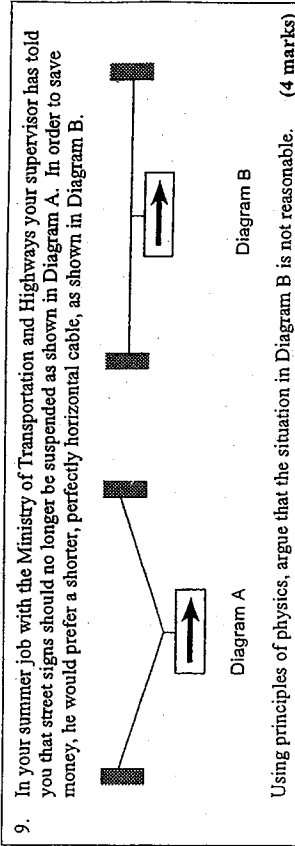 9. In your summer job with the Ministry of Transportation and Highways your supervisor has told
you that street signs should no longer be suspended as shown in Diagram A. In order to save
money, he would prefer a shorter, perfectly horizontal cable, as shown in Diagram B.
Diagram A
Diagram B
Using principles of physics, argue that the situation in Diagram B is not reasonable. (4 marks)